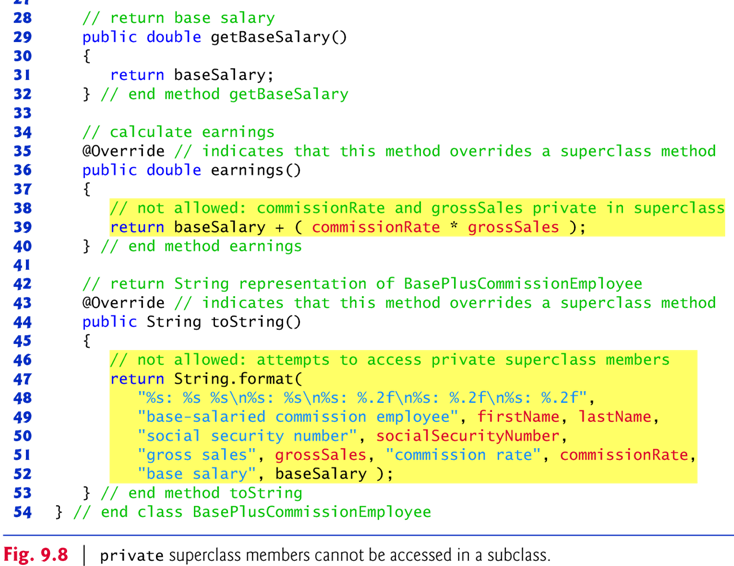 28 // return base salary
29 public double getBaseSalary()
30 {
31 return baseSalary;
32 } // end method getBaseSalary
33
34 // calculate earnings
35 @Override // indicates that this method overrides a superclass method
36 public double earnings()
37 {
38 // not allowed: commissionRate and grossSales private in superclass
39 return baseSalary + ( commissionRate * grossSales );
40 } // end method earnings
41
42 // return String representation of BasePlusCommissionEmployee
43 @Override // indicates that this method overrides a superclass method
44 public String toString()
45 {
46 // not allowed: attempts to access private superclass members
47 return String.format(
48 "%s: %s %s\n%s: %s\n%s: %.2f\n%s: %.2f\n%s: %.2f",
49 "base-salaried commission employee", firstName, lastName,
50 "social security number", socialSecurityNumber,
51 "gross sales", grossSales, "commission rate", commissionRate,
52 "base salary", baseSalary );
53 } // end method toString
54 } // end class BasePlusCommissionEmployee
Fig. 9.8 | private superclass members cannot be accessed in a subclass.